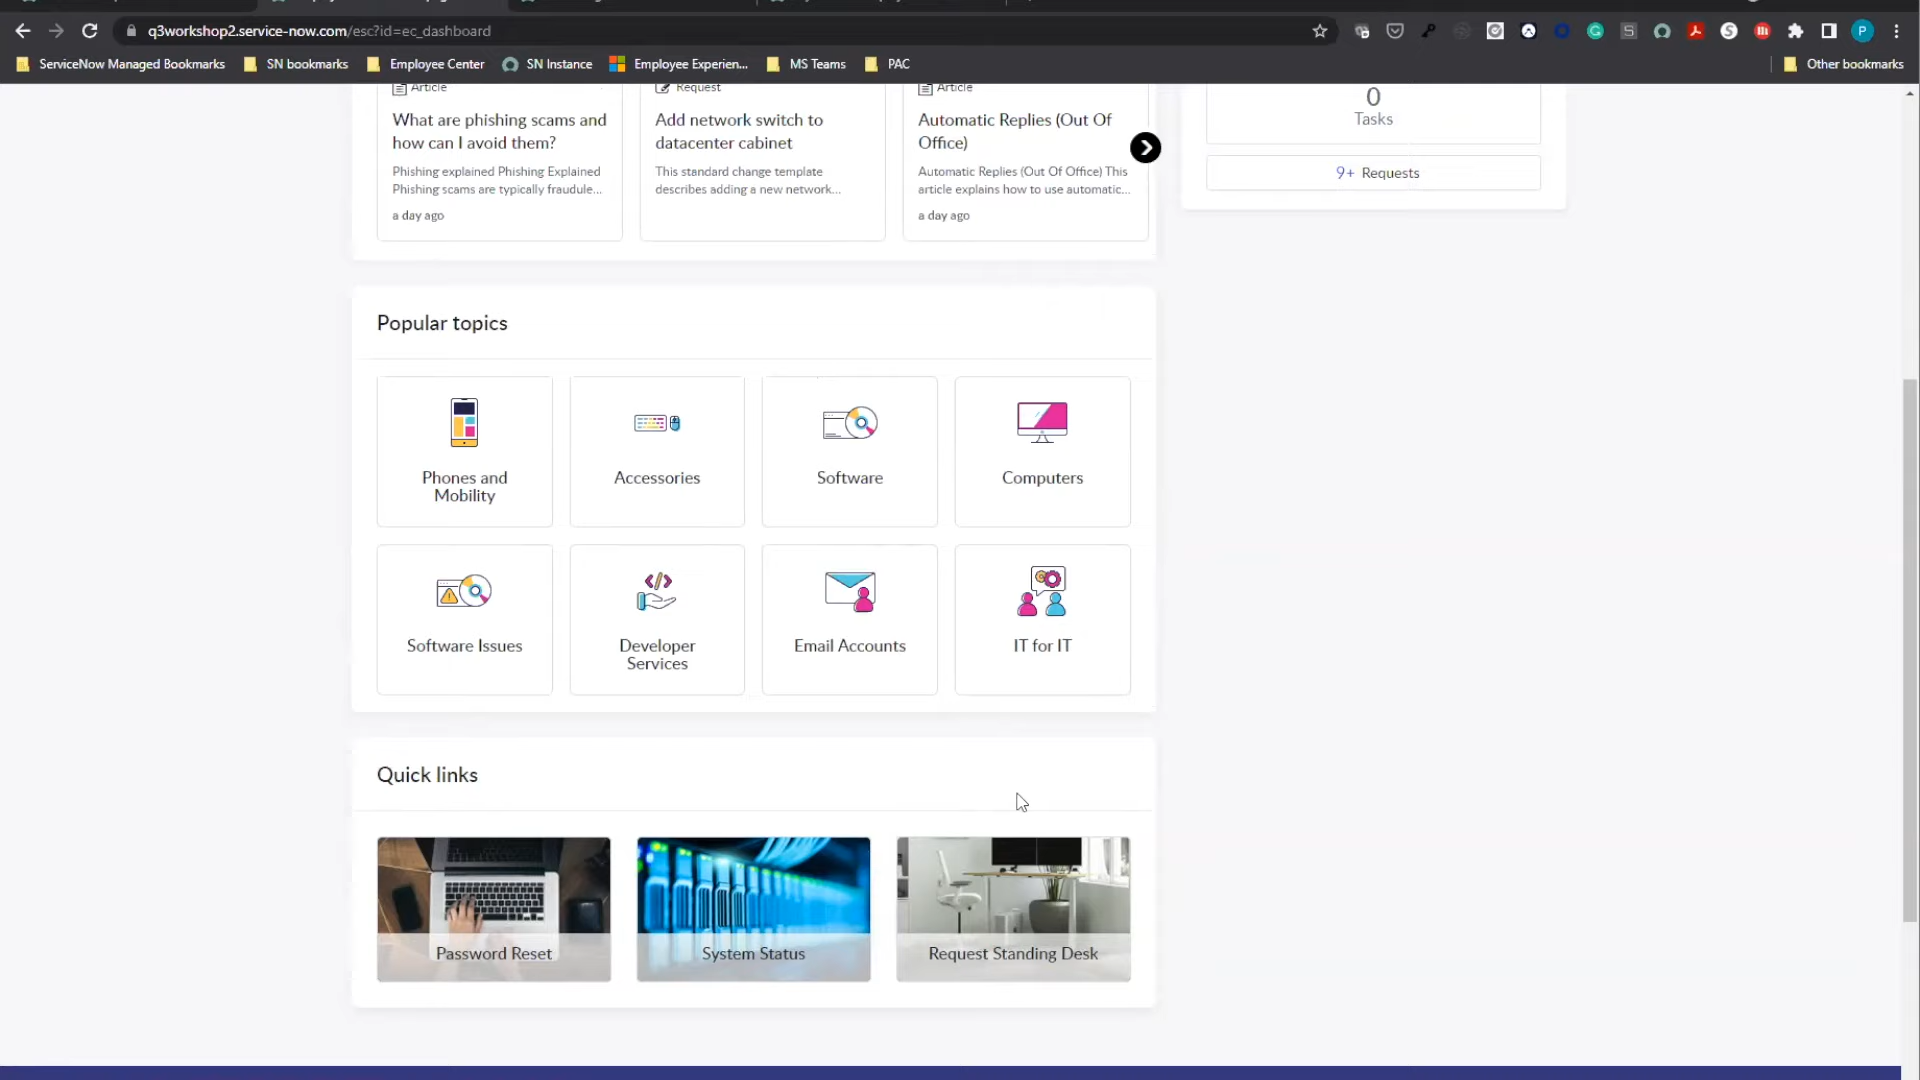 q3workshop2.service-now.com/esc?id=ec_dashboard
ServiceNow Managed Bookmarks SN bookmarks Employee Center SN Instance Employee Experien... MS Teams PAC Other bookmarks
Article Request Article
What are phishing scams and
how can I avoid them?
Phishing explained Phishing Explained
Phishing scams are typically fraudule...
a day ago
Add network switch to
datacenter cabinet
This standard change template
describes adding a new network...
Automatic Replies (Out Of
Office)
Automatic Replies (Out Of Office) This
article explains how to use automatic...
a day ago
0
Tasks
9+ Requests
Popular topics
Phones and
Mobility
Accessories
Software
Computers
Software Issues
Developer
Services
Email Accounts
IT for IT
Quick links
Password Reset
System Status
Request Standing Desk